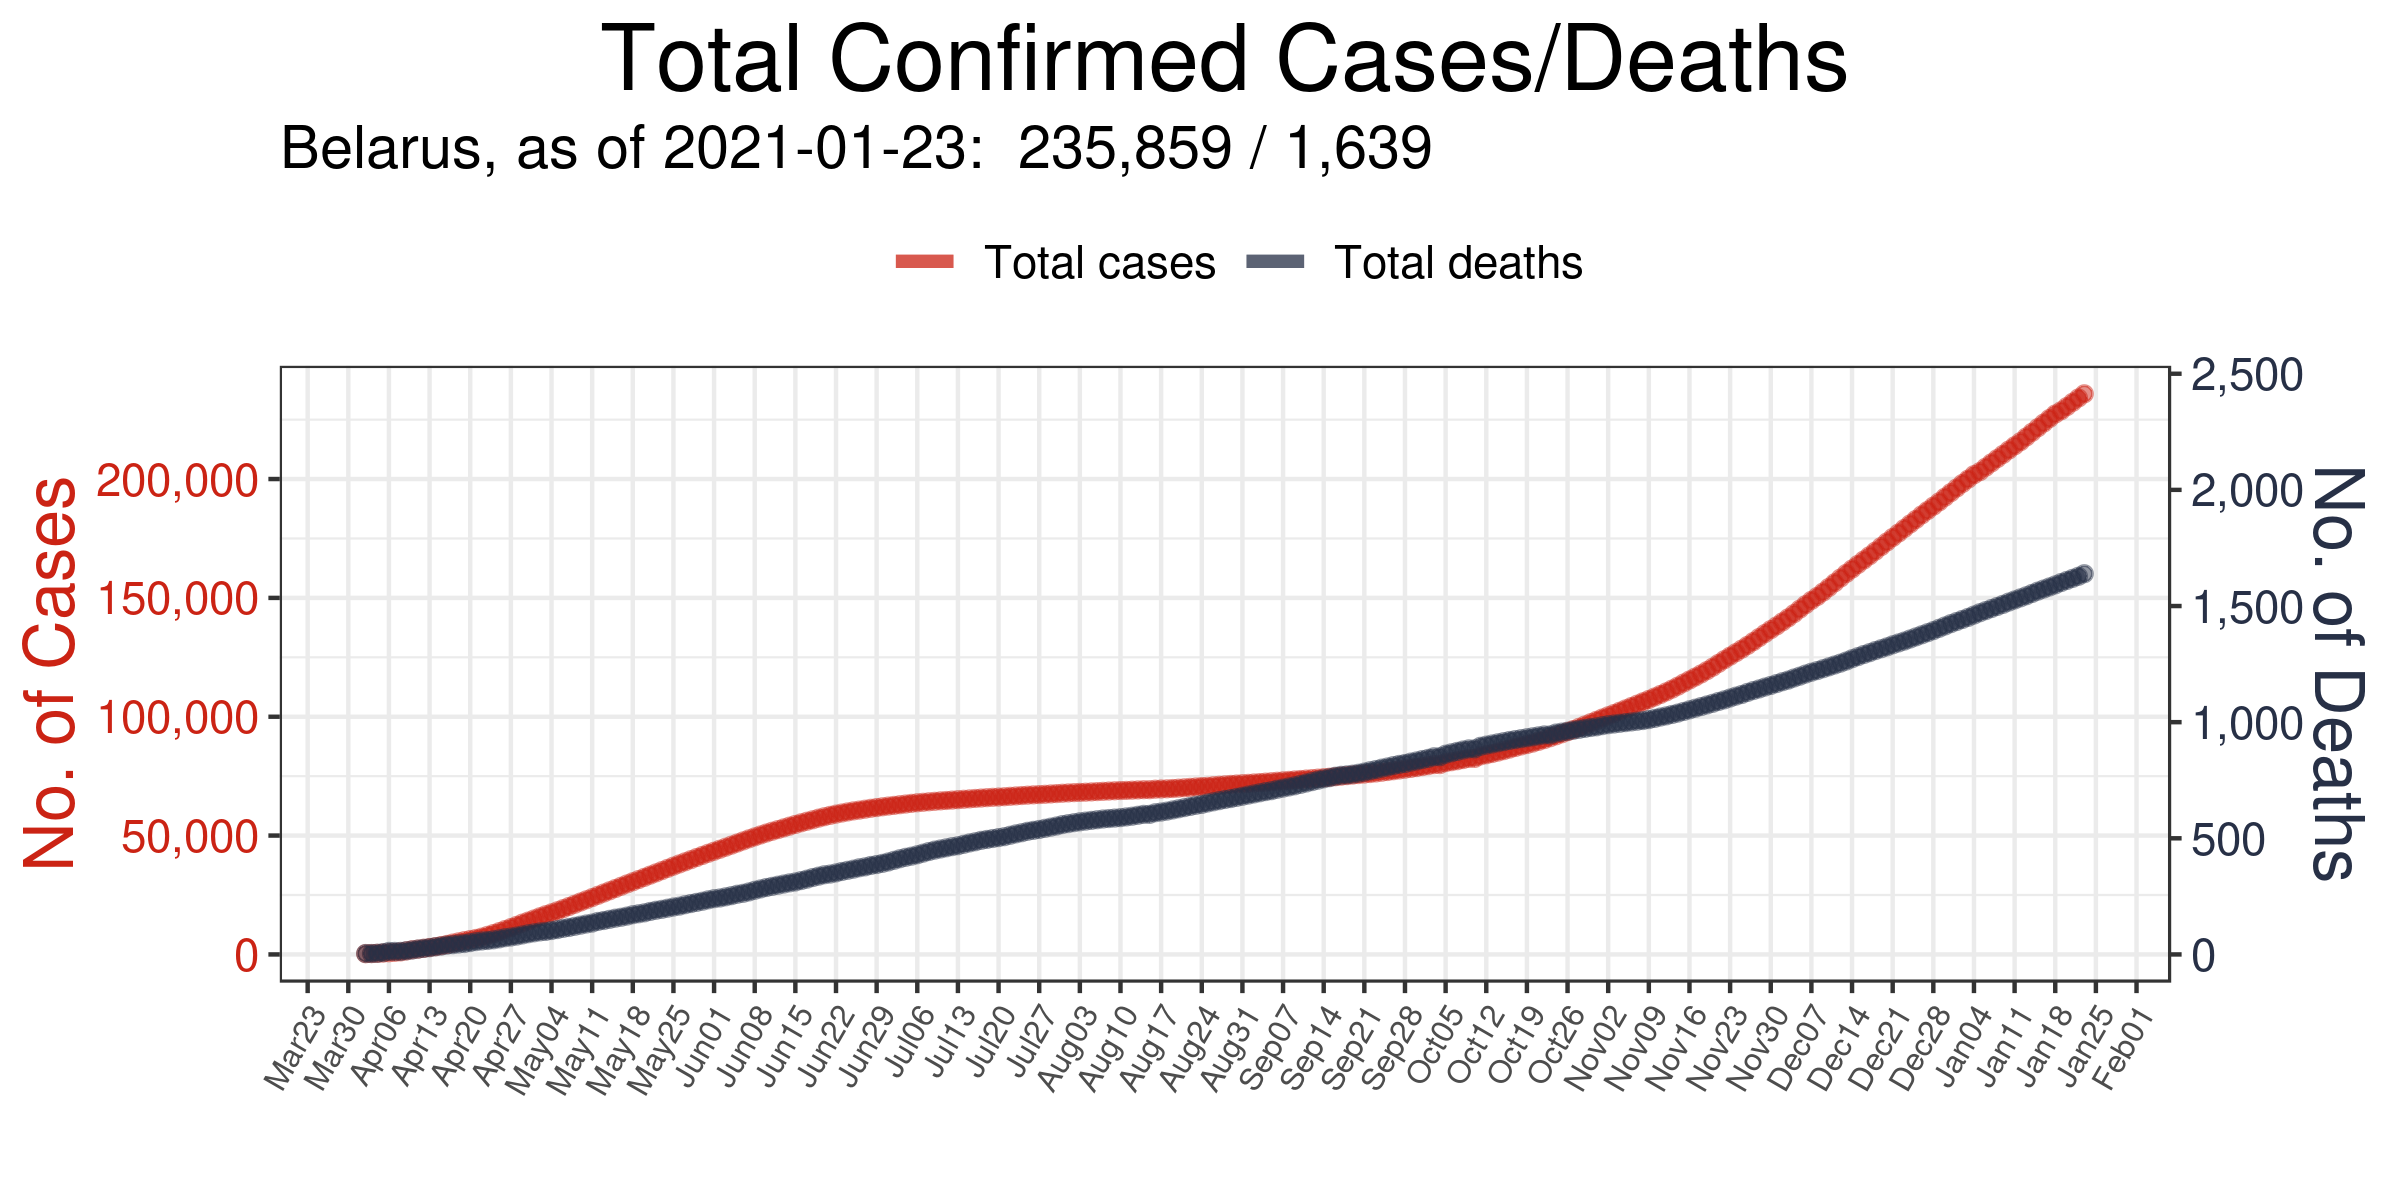 Total Confirmed Cases/Deaths
Belarus, as of 2021-01-23:  235,859 / 1,639
Total cases
Total deaths
No. of Cases
200,000
150,000
100,000
50,000
0
2,500
2,000
1,500
1,000
500
0
No. of Deaths
Mar23
Mar30
Apr06
Apr13
Apr20
Apr27
May04
May11
May18
May25
Jun01
Jun08
Jun15
Jun22
Jun29
Jul06
Jul13
Jul20
Jul27
Aug03
Aug10
Aug17
Aug24
Aug31
Sep07
Sep14
Sep21
Sep28
Oct05
Oct12
Oct19
Oct26
Nov02
Nov09
Nov16
Nov23
Nov30
Dec07
Dec14
Dec21
Dec28
Jan04
Jan11
Jan18
Jan25
Feb01